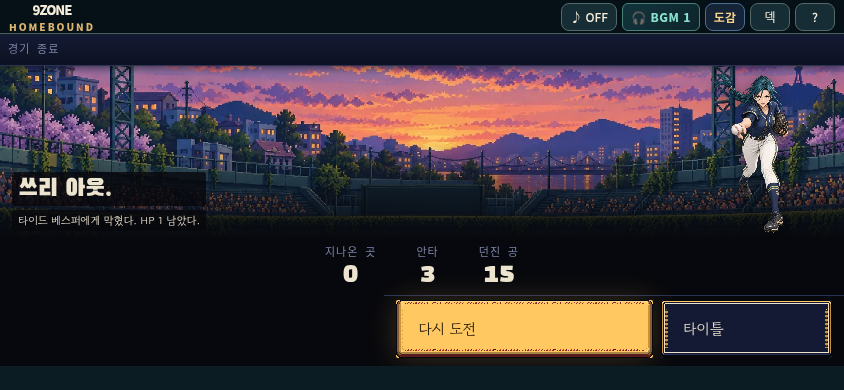 9ZONE
HOMEBOUND
♪ OFF
🎧 BGM 1
도감
덱
?
경기 종료
쓰리 아웃.
타이드 베스퍼에게 막혔다. HP 1 남았다.
지나온 곳
안타
던진 공
0
3
15
다시 도전
타이틀